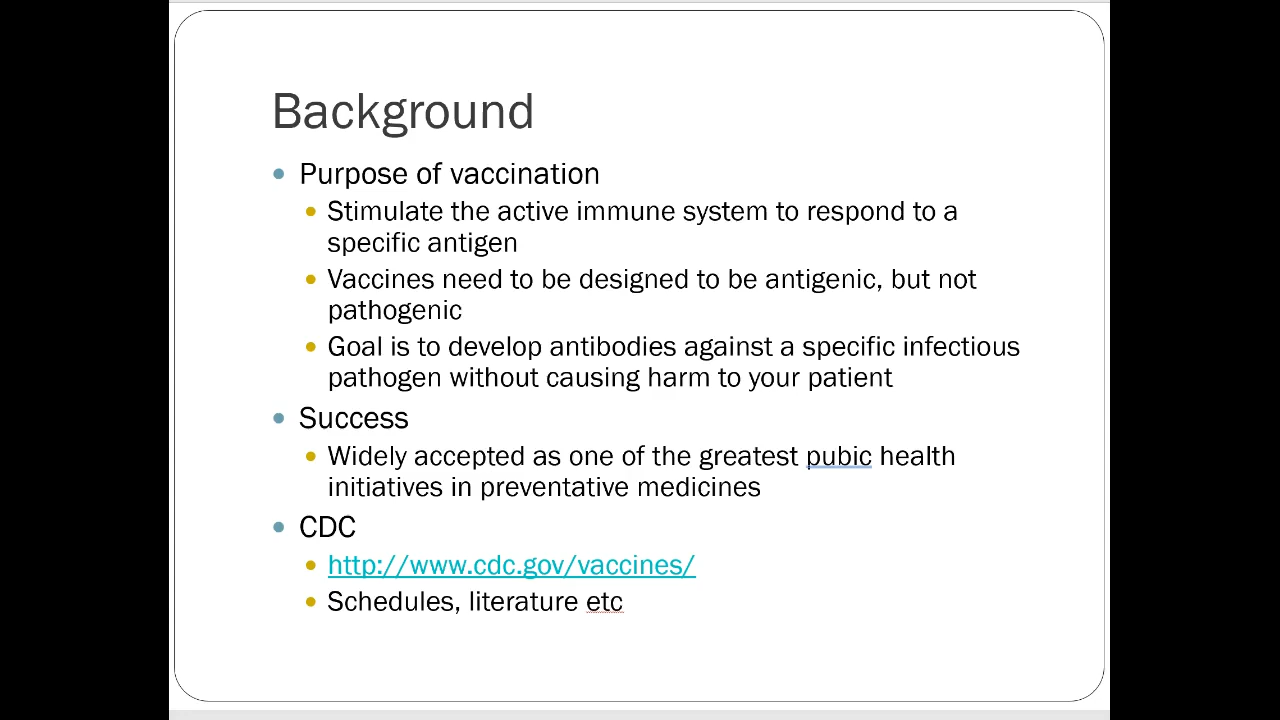 Background
Purpose of vaccination
Stimulate the active immune system to respond to a
specific antigen
Vaccines need to be designed to be antigenic, but not
pathogenic
Goal is to develop antibodies against a specific infectious
pathogen without causing harm to your patient
Success
Widely accepted as one of the greatest pubic health
initiatives in preventative medicines
CDC
http://www.cdc.gov/vaccines/
Schedules, literature etc